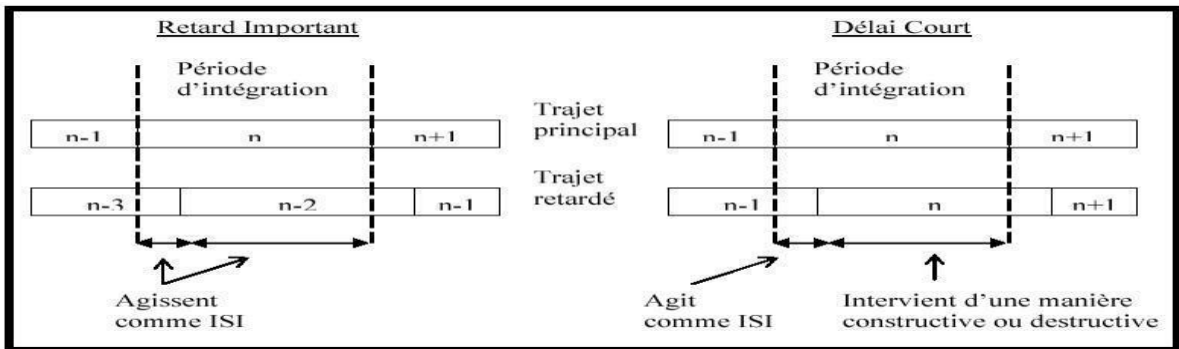 Retard Important
Délai Court
Période
d'intégration
Période
d'intégration
Trajet
principal
n-1 n n+1
n-1 n n+1
Trajet
retardé
n-3 n-2 n-1
n-1 n n+1
Agissent
comme ISI
Agit
comme ISI
Intervient d'une manière
constructive ou destructive